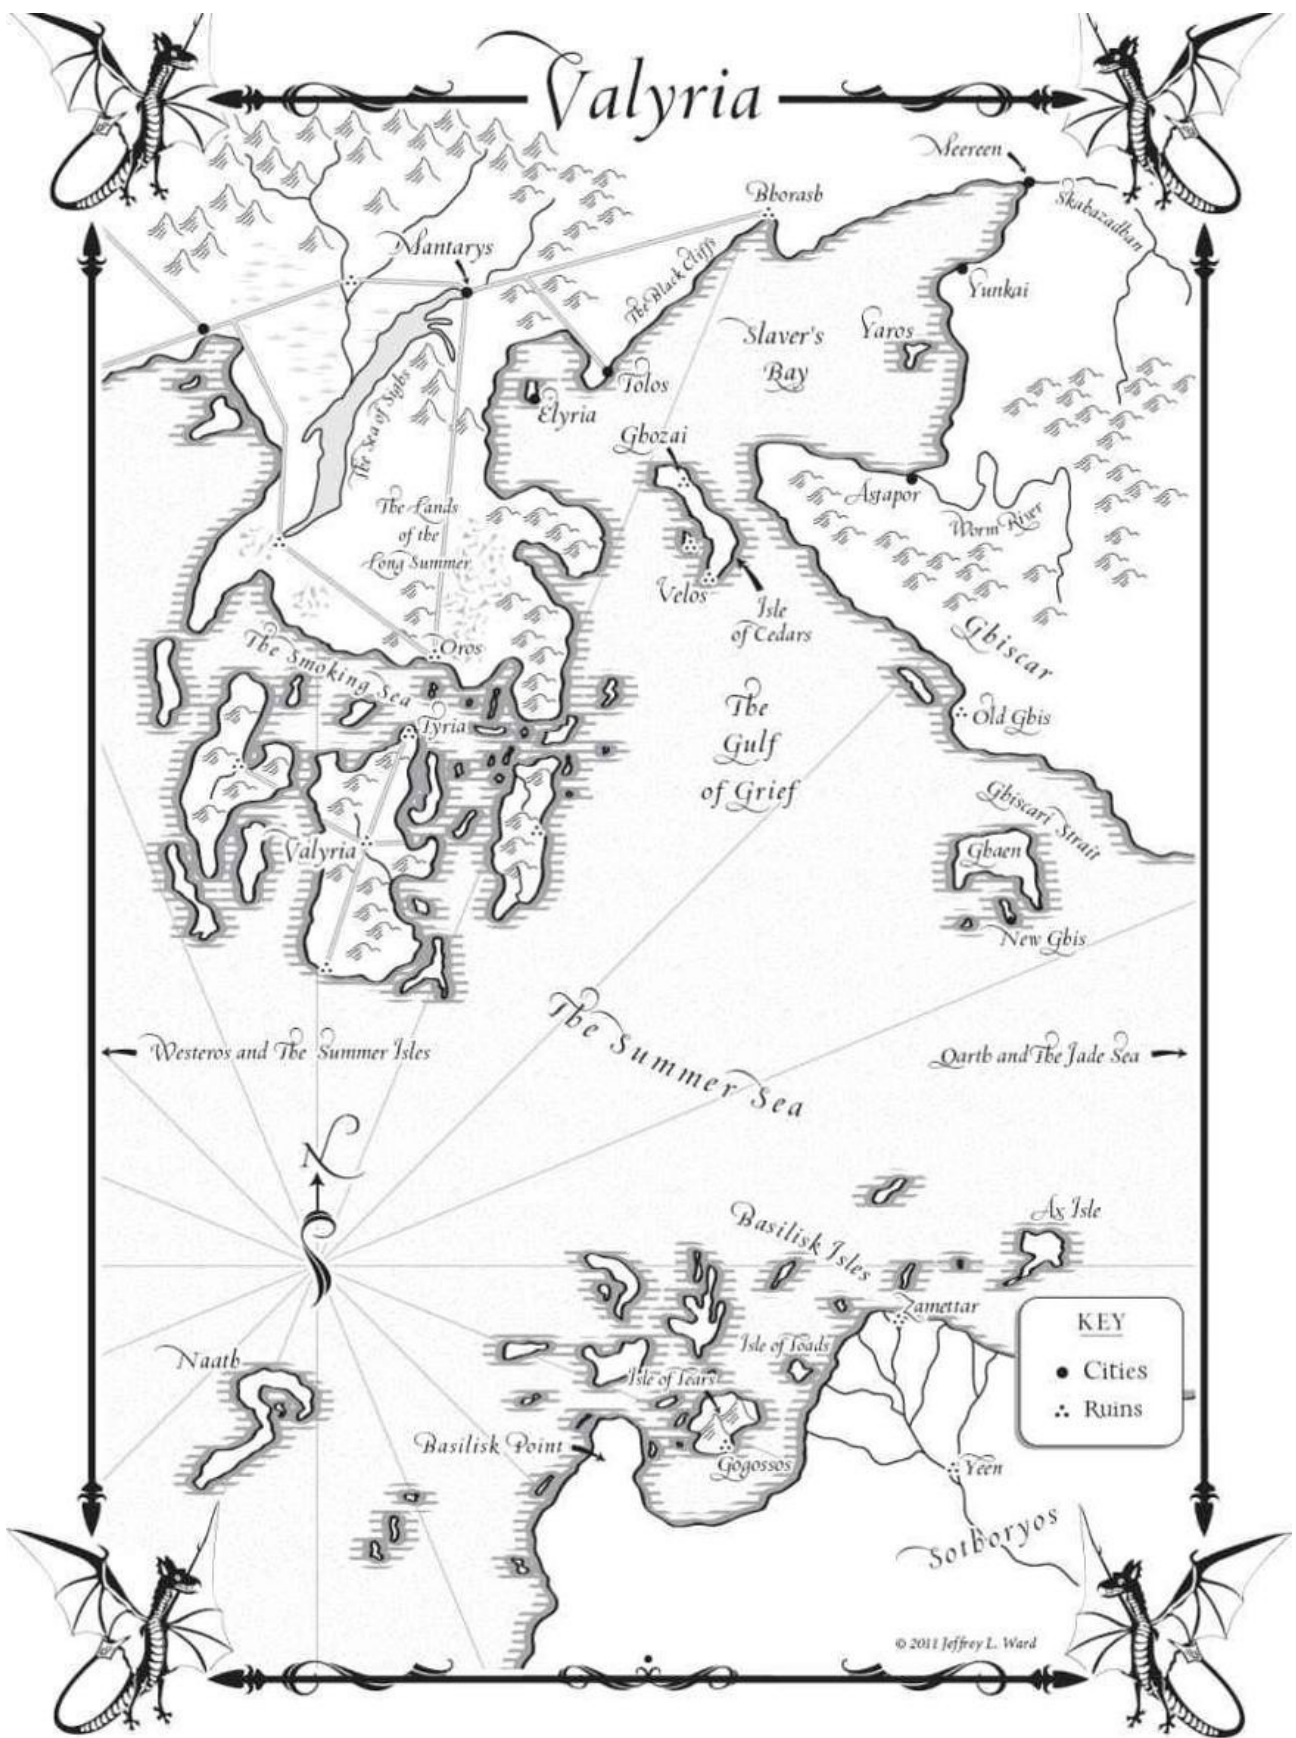 Valyria
Meereen
Skahazadhan
Bhorash
Mantarys
The Black Cliffs
Yunkai
Yaros
Slaver's
Bay
Tolos
Elyria
The Sea of Sighs
Ghozai
Astapor
Worm River
The Lands
of the
Long Summer
Velos
Isle
of Cedars
Ghiscar
Oros
The Smoking Sea
Tyria
The
Gulf
of Grief
Old Ghis
Ghiscari Strait
Ghaen
Valyria
New Ghis
The Summer Sea
Westeros and The Summer Isles
Qarth and The Jade Sea
N
Basilisk Isles
Ax Isle
Zamettar
KEY
Cities
Ruins
Isle of Toads
Naath
Isle of Tears
Basilisk Point
Gogossos
Yeen
Sothoryos
© 2011 Jeffrey L. Ward